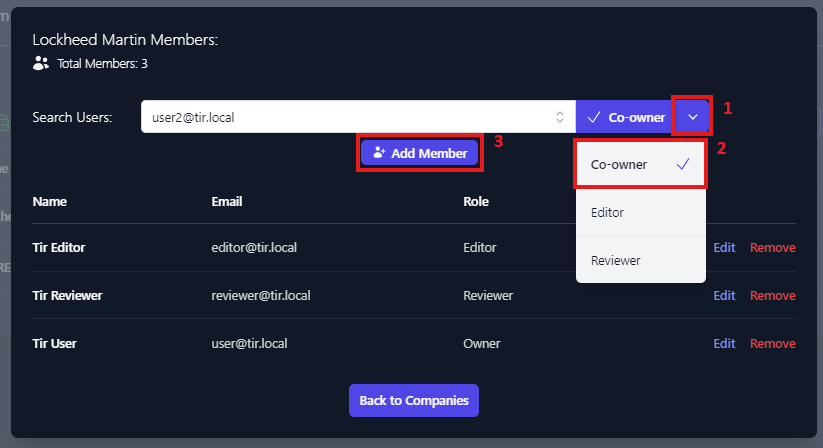 m
Lockheed Martin Members:
Total Members: 3
Search Users: user2@tir.local Co-owner 1
3
Add Member
Co-owner 2
Editor
Reviewer
Name Email Role
Tir Editor editor@tir.local Editor Edit Remove
Tir Reviewer reviewer@tir.local Reviewer Edit Remove
Tir User user@tir.local Owner Edit Remove
Back to Companies